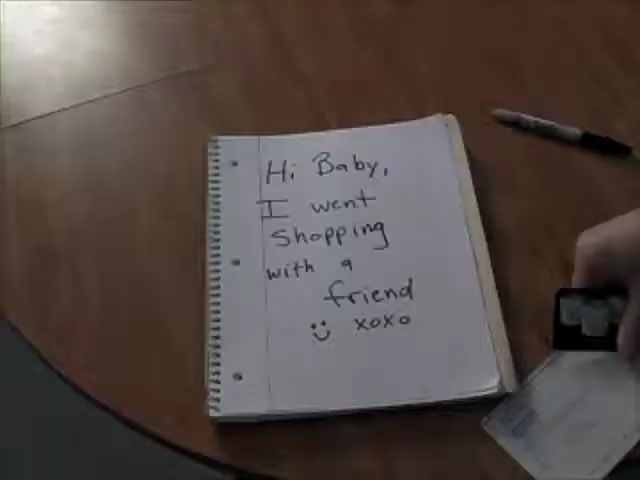 Hi Baby,
I went
Shopping
with a
friend
xoxo